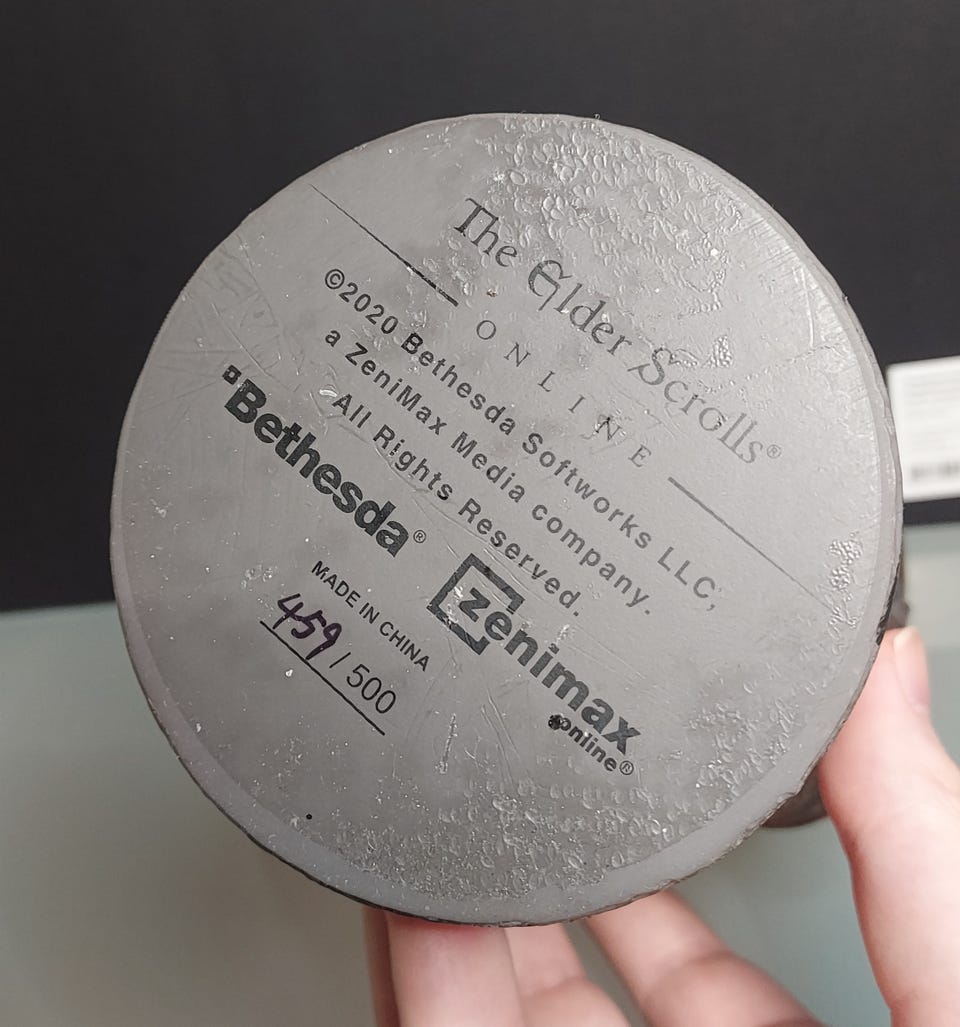 The Elder Scrolls®
ONLINE
©2020 Bethesda Softworks LLC,
a ZeniMax Media company.
All Rights Reserved.
Bethesda®
zenimax
online®
MADE IN CHINA
459/500